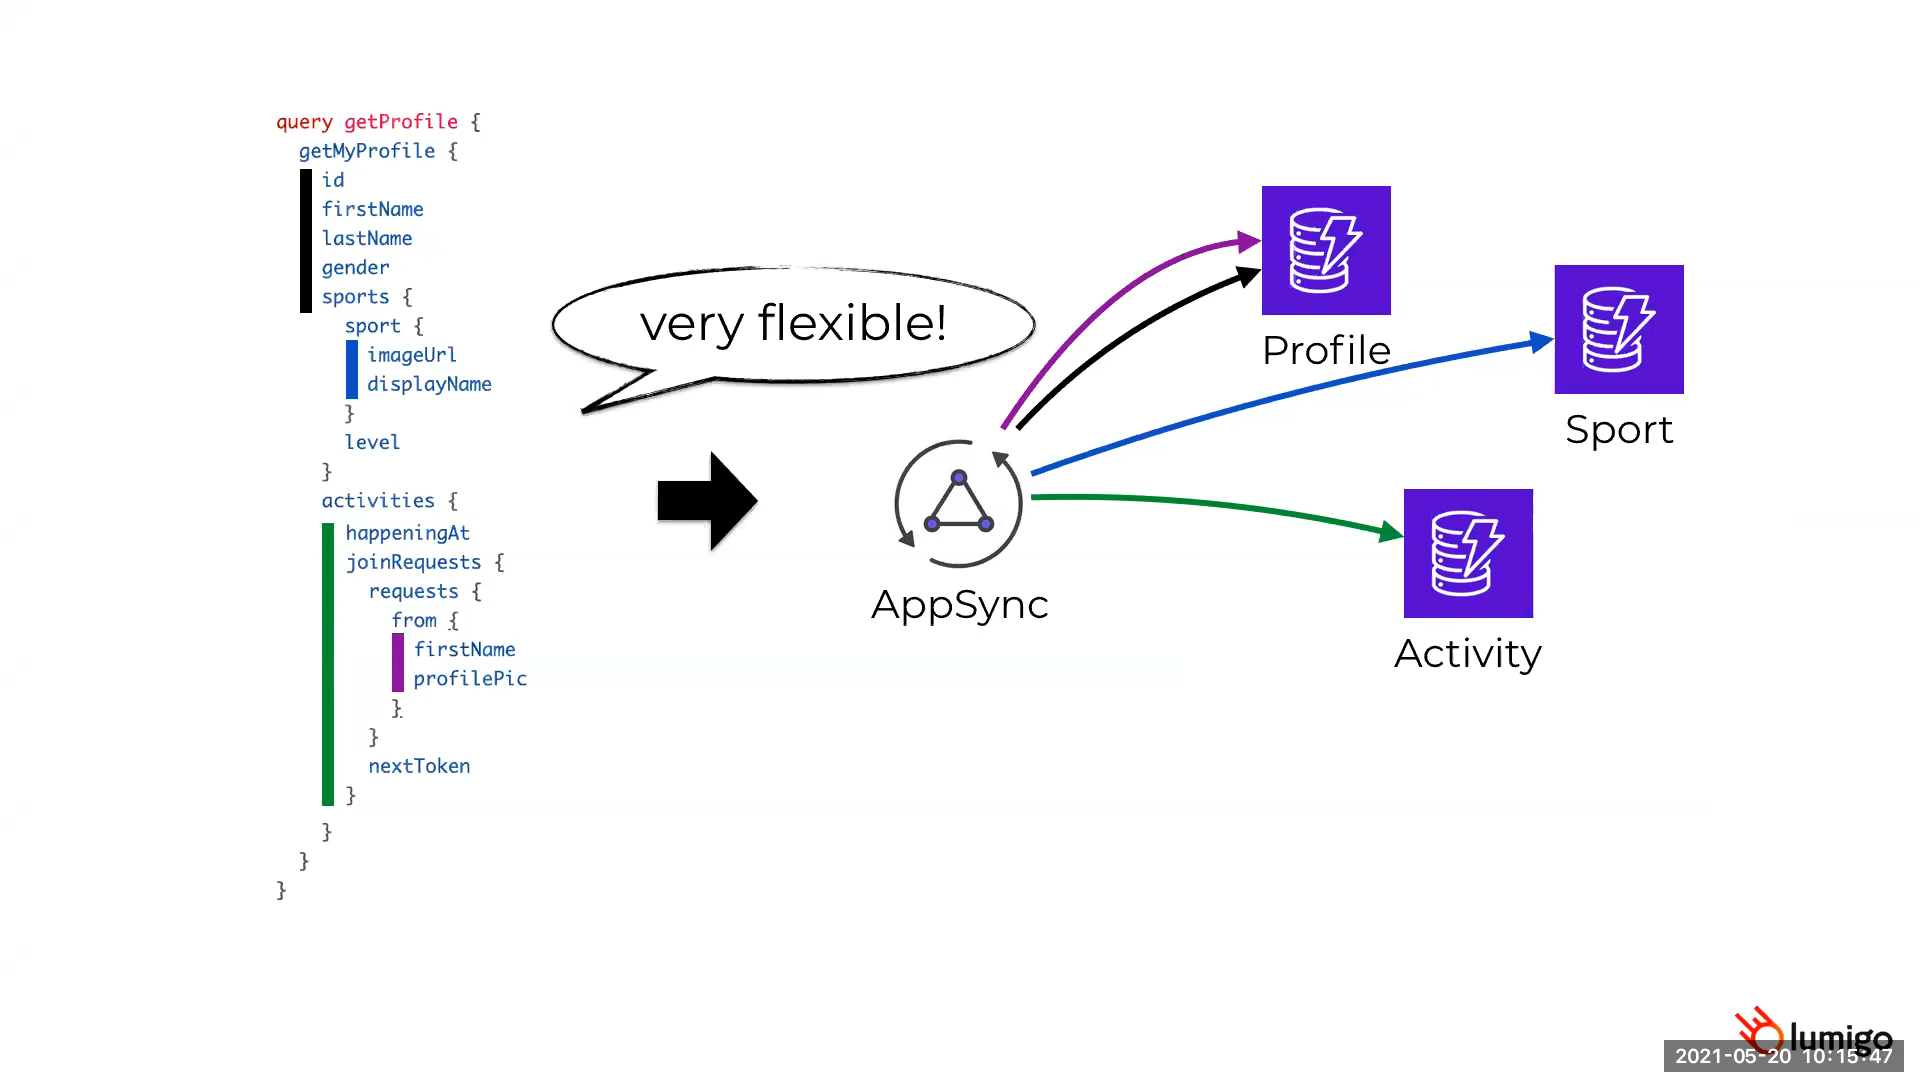 query getProfile {
getMyProfile {
id
firstName
lastName
gender
sports {
sport {
imageUrl
displayName
}
level
}
activities {
happeningAt
joinRequests {
requests {
from {
firstName
profilePic
}
}
nextToken
}
}
}
}
very flexible!
AppSync
Profile
Sport
Activity
lumigo
2021-05-20 10:15:47